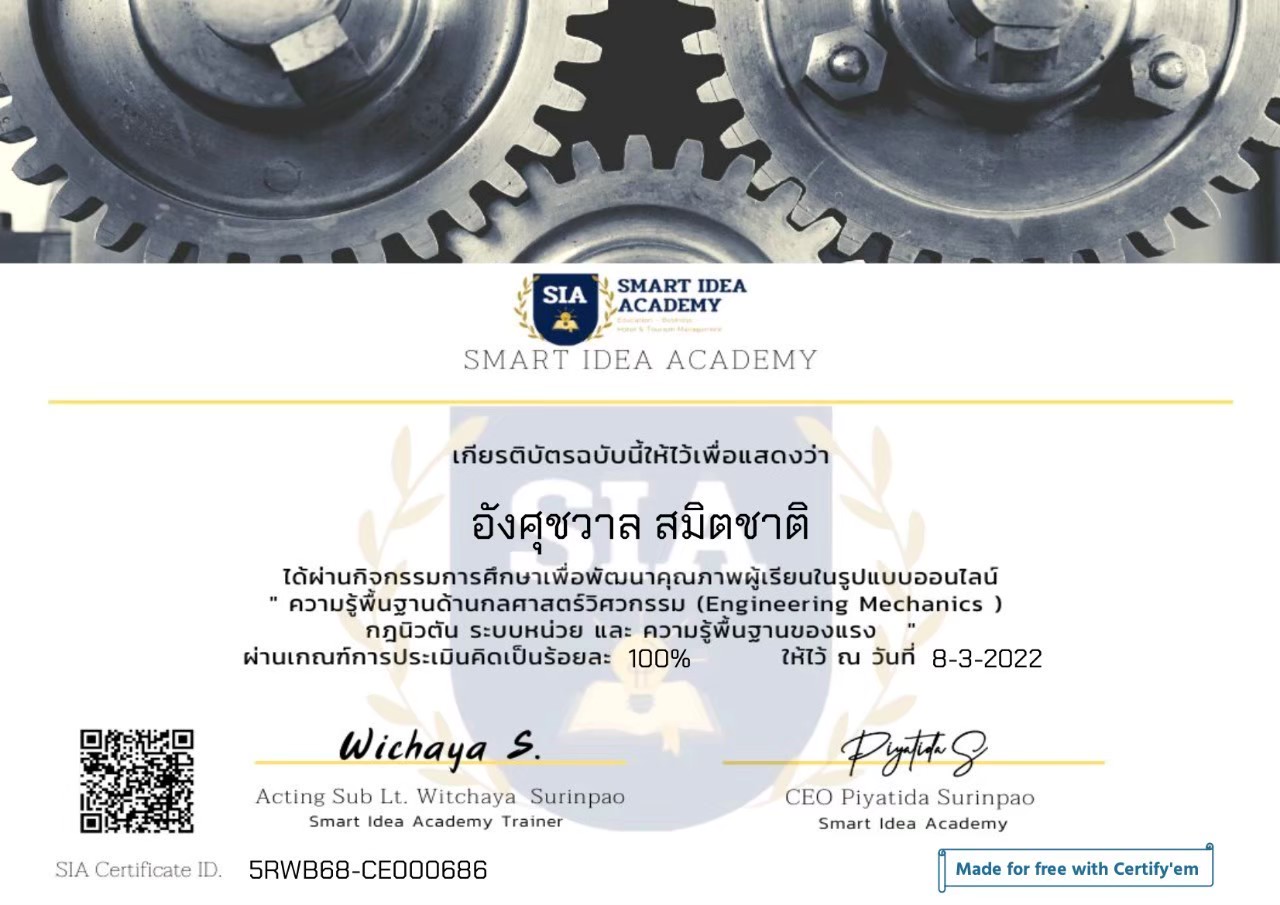 SIA
SMART IDEA
ACADEMY
Education - Business
Hotel & Tourism Management
SMART IDEA ACADEMY
SIA
เกียรติบัตรฉบับนี้ให้ไว้เพื่อแสดงว่า
อังศุชวาล สมิตชาติ
ได้ผ่านกิจกรรมการศึกษาเพื่อพัฒนาคุณภาพผู้เรียนในรูปแบบออนไลน์
" ความรู้พื้นฐานด้านกลศาสตร์วิศวกรรม (Engineering Mechanics )
กฎนิวตัน ระบบหน่วย และ ความรู้พื้นฐานของแรง "
ผ่านเกณฑ์การประเมินคิดเป็นร้อยละ 100% ให้ไว้ ณ วันที่ 8-3-2022
Wichaya S. Piyatida S
Acting Sub Lt. Witchaya Surinpao CEO Piyatida Surinpao
Smart Idea Academy Trainer Smart Idea Academy
SIA Certificate ID. 5RWB68-CE000686
Made for free with Certify'em